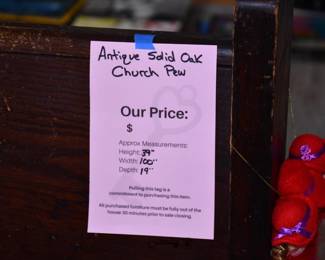 Antique Solid Oak
Church Pew
Our Price:
$
Approx Measurements:
Height: 39"
Width: 100"
Depth: 19"
Pulling this tag is a
commitment to purchasing this item.
All purchased furniture must be fully out of the
house 30 minutes prior to sale closing.